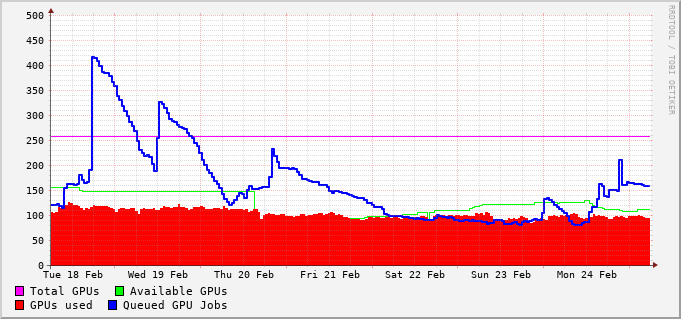 500
450
400
350
300
250
200
150
100
50
0
Tue 18 Feb Wed 19 Feb Thu 20 Feb Fri 21 Feb Sat 22 Feb Sun 23 Feb Mon 24 Feb
Total GPUs Available GPUs
GPUs used Queued GPU Jobs
RRDTOOL / TOBI OETIKER